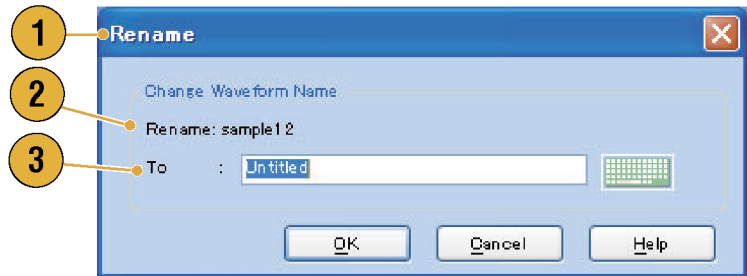 1
Rename
2
Change Waveform Name
Rename: sample12
3
To : Untitled
OK Cancel Help